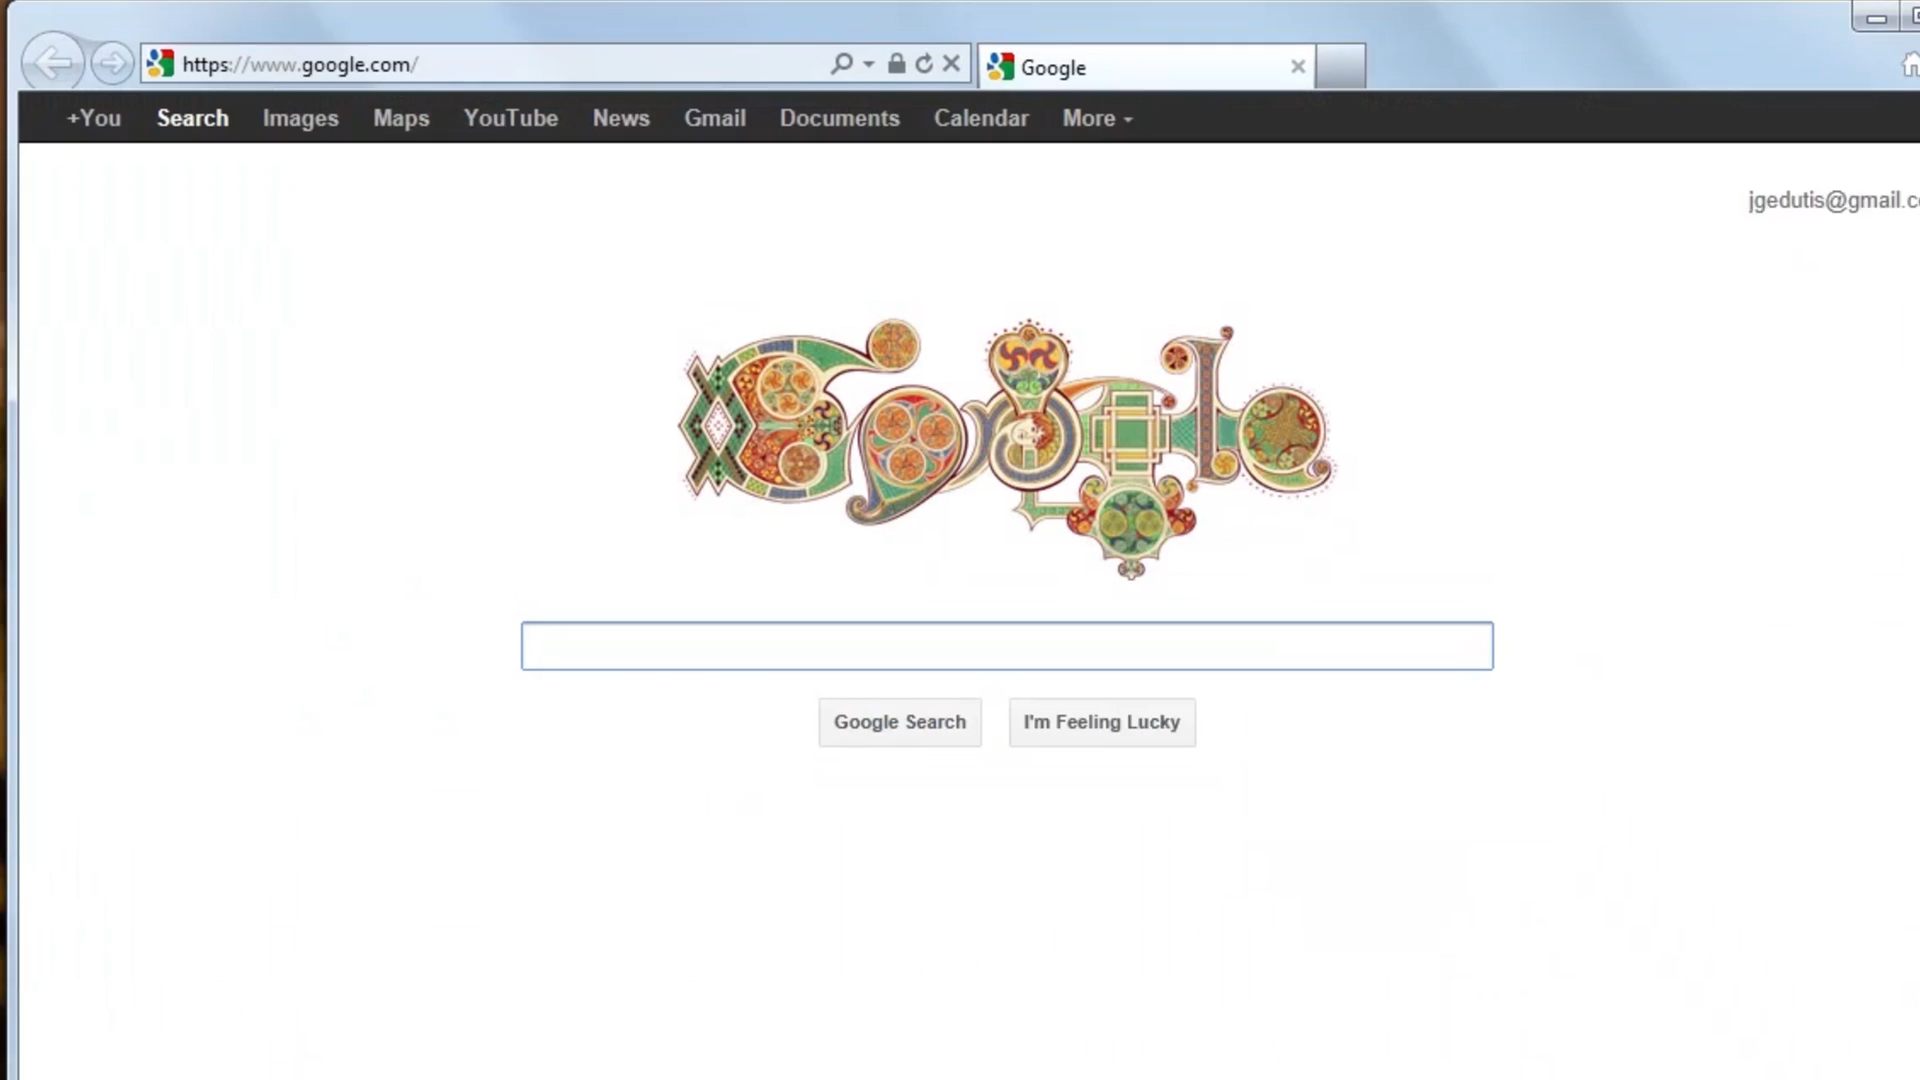 https://www.google.com/
Google
+You Search Images Maps YouTube News Gmail Documents Calendar More
jgedutis@gmail.c
Google
Google Search I'm Feeling Lucky